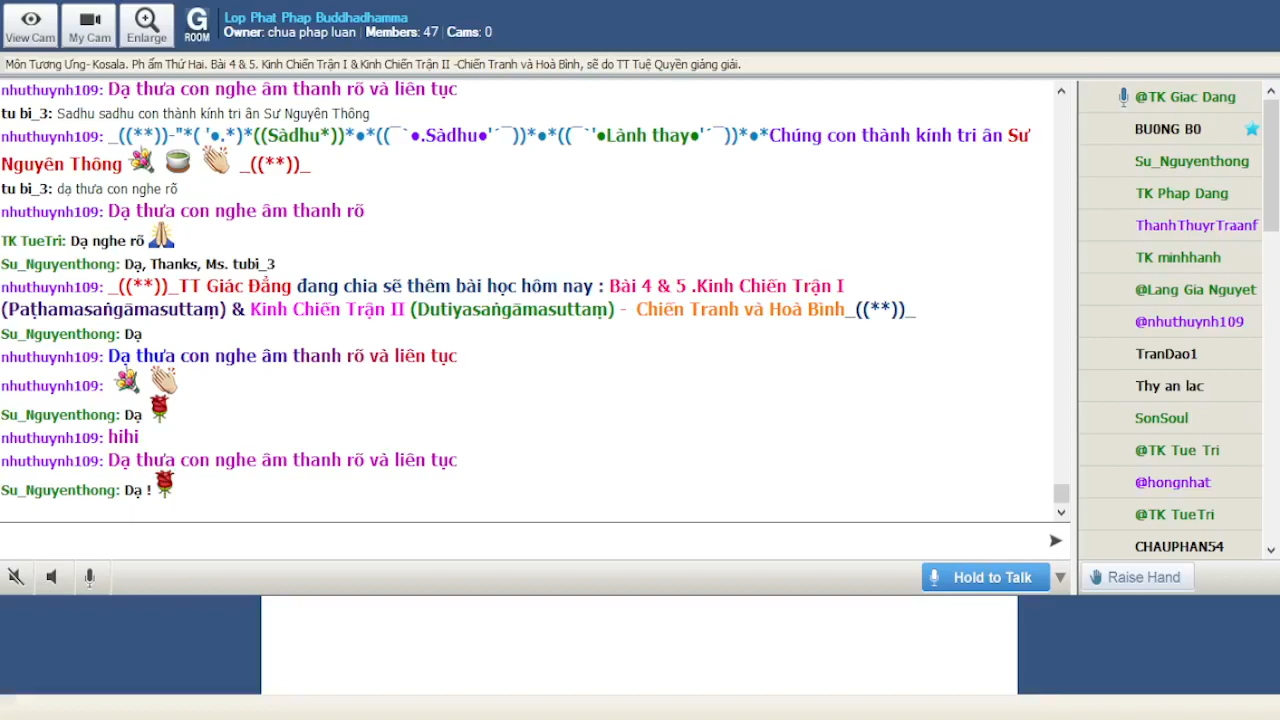 View Cam
My Cam
Enlarge
G
ROOM
Lop Phat Phap Buddhadhamma
Owner: chua phap luan | Members: 47 | Cams: 0
Môn Tương Ưng- Kosala. Ph ẩm Thứ Hai. Bài 4 & 5. Kinh Chiến Trận I & Kinh Chiến Trận II -Chiến Tranh và Hoà Bình, sẽ do TT Tuệ Quyền giảng giải.
nhuthuynh109: Dạ thưa con nghe âm thanh rõ và liên tục
tu bi_3: Sadhu sadhu con thành kính tri ân Sư Nguyên Thông
nhuthuynh109: _((**))-"*( '●.*)*((Sàdhu*))*●*((¯`●.Sàdhu●'´¯))*●*((¯`'●Lành thay●'´¯))*●*Chúng con thành kính tri ân Sư
Nguyên Thông _((**))_
tu bi_3: dạ thưa con nghe rõ
nhuthuynh109: Dạ thưa con nghe âm thanh rõ
TK TueTri: Dạ nghe rõ
Su_Nguyenthong: Dạ, Thanks, Ms. tubi_3
nhuthuynh109: _((**))_TT Giác Đẳng đang chia sẽ thêm bài học hôm nay : Bài 4 & 5 .Kinh Chiến Trận I
(Paṭhamasaṅgāmasuttaṃ) & Kinh Chiến Trận II (Dutiyasaṅgāmasuttaṃ) - Chiến Tranh và Hoà Bình_((**))_
Su_Nguyenthong: Dạ
nhuthuynh109: Dạ thưa con nghe âm thanh rõ và liên tục
nhuthuynh109:
Su_Nguyenthong: Dạ
nhuthuynh109: hihi
nhuthuynh109: Dạ thưa con nghe âm thanh rõ và liên tục
Su_Nguyenthong: Dạ !
@TK Giac Dang
BU0NG B0
Su_Nguyenthong
TK Phap Dang
ThanhThuyrTraanf
TK minhhanh
@Lang Gia Nguyet
@nhuthuynh109
TranDao1
Thy an lac
SonSoul
@TK Tue Tri
@hongnhat
@TK TueTri
CHAUPHAN54
Hold to Talk
Raise Hand